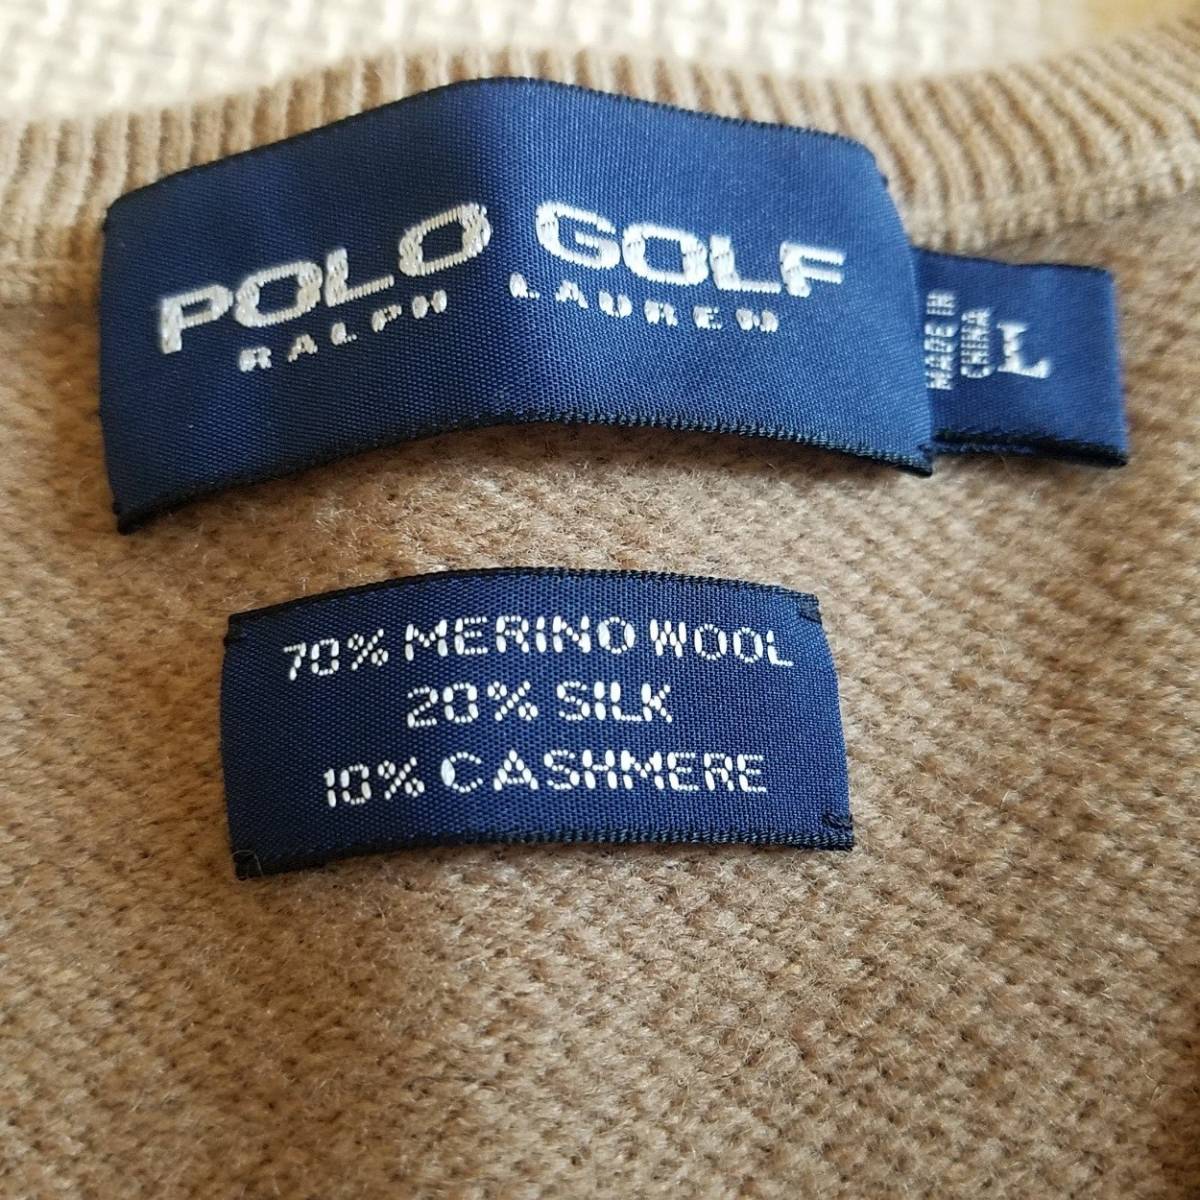 POLO GOLF
RALPH LAUREN
MADE IN
CHINA
L
70% MERINO WOOL
20% SILK
10% CASHMERE